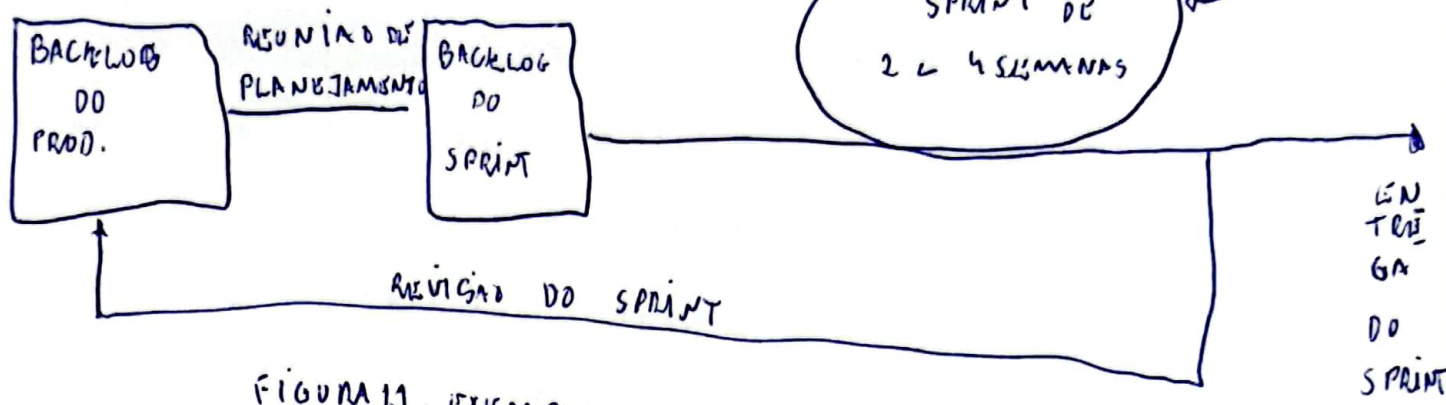 SPRINT DE
2 A 4 SEMANAS
BACKLOG
DO
PROD.
REUNIÃO DE
PLANEJAMENTO
BACKLOG
DO
SPRINT
EN
TRE
GA
DO
SPRINT
REVISÃO DO SPRINT
FIGURA 11